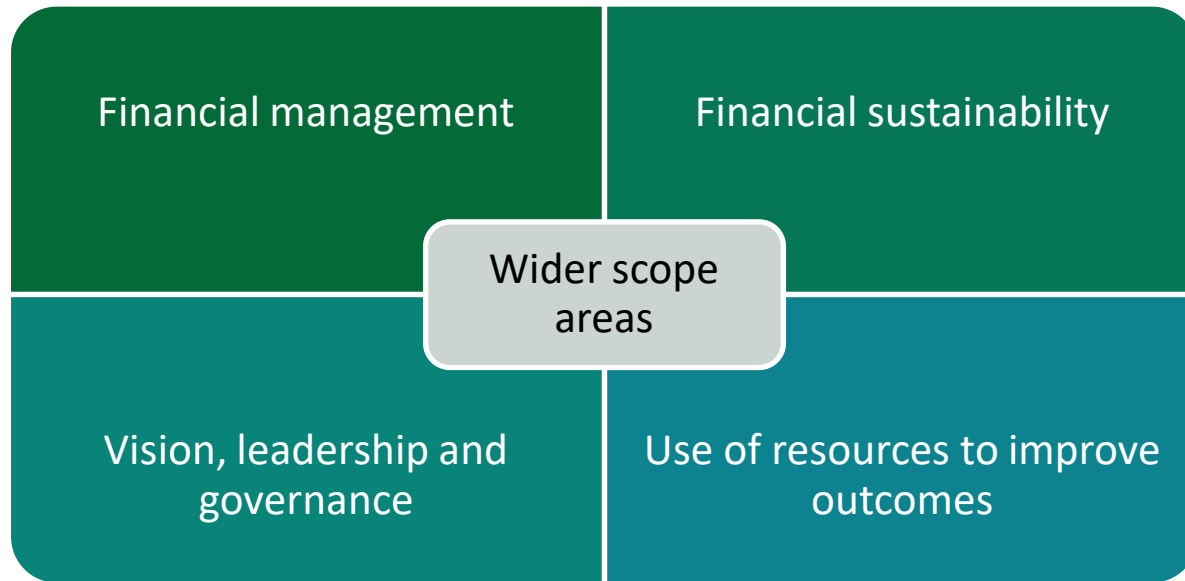 Financial management
Financial sustainability
Wider scope
areas
Vision, leadership and
governance
Use of resources to improve
outcomes